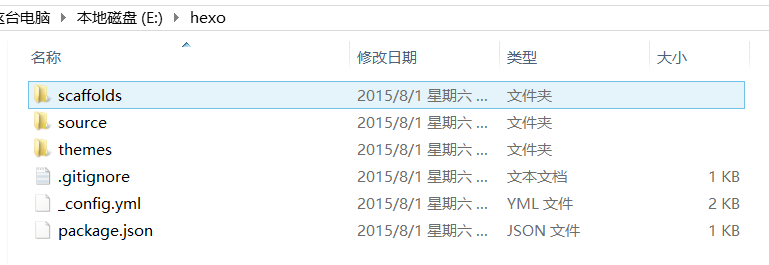 这台电脑 › 本地磁盘 (E:) › hexo
名称 修改日期 类型 大小
scaffolds 2015/8/1 星期六 ... 文件夹
source 2015/8/1 星期六 ... 文件夹
themes 2015/8/1 星期六 ... 文件夹
.gitignore 2015/8/1 星期六 ... 文本文档 1 KB
_config.yml 2015/8/1 星期六 ... YML 文件 2 KB
package.json 2015/8/1 星期六 ... JSON 文件 1 KB